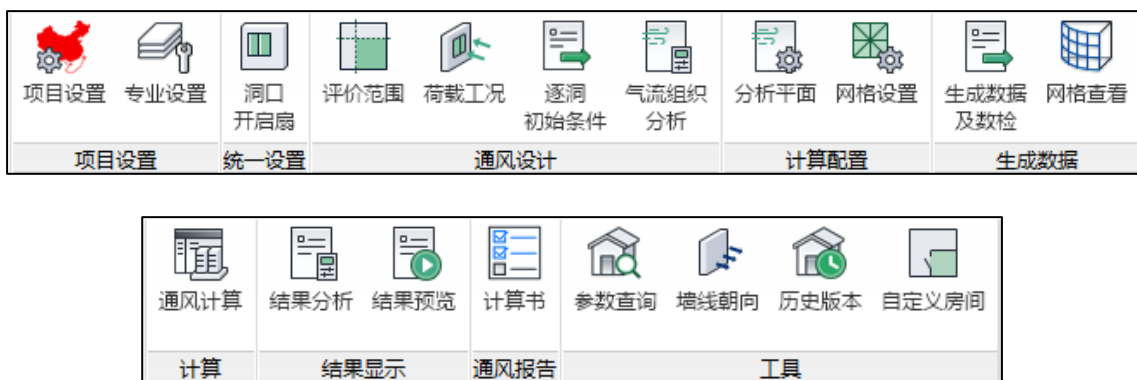 项目设置 专业设置 洞口 评价范围 荷载工况 逐洞 气流组织 分析平面 网格设置 生成数据 网格查看
开启扇 初始条件 分析 及数检
项目设置 统一设置 通风设计 计算配置 生成数据
通风计算 结果分析 结果预览 计算书 参数查询 墙线朝向 历史版本 自定义房间
计算 结果显示 通风报告 工具